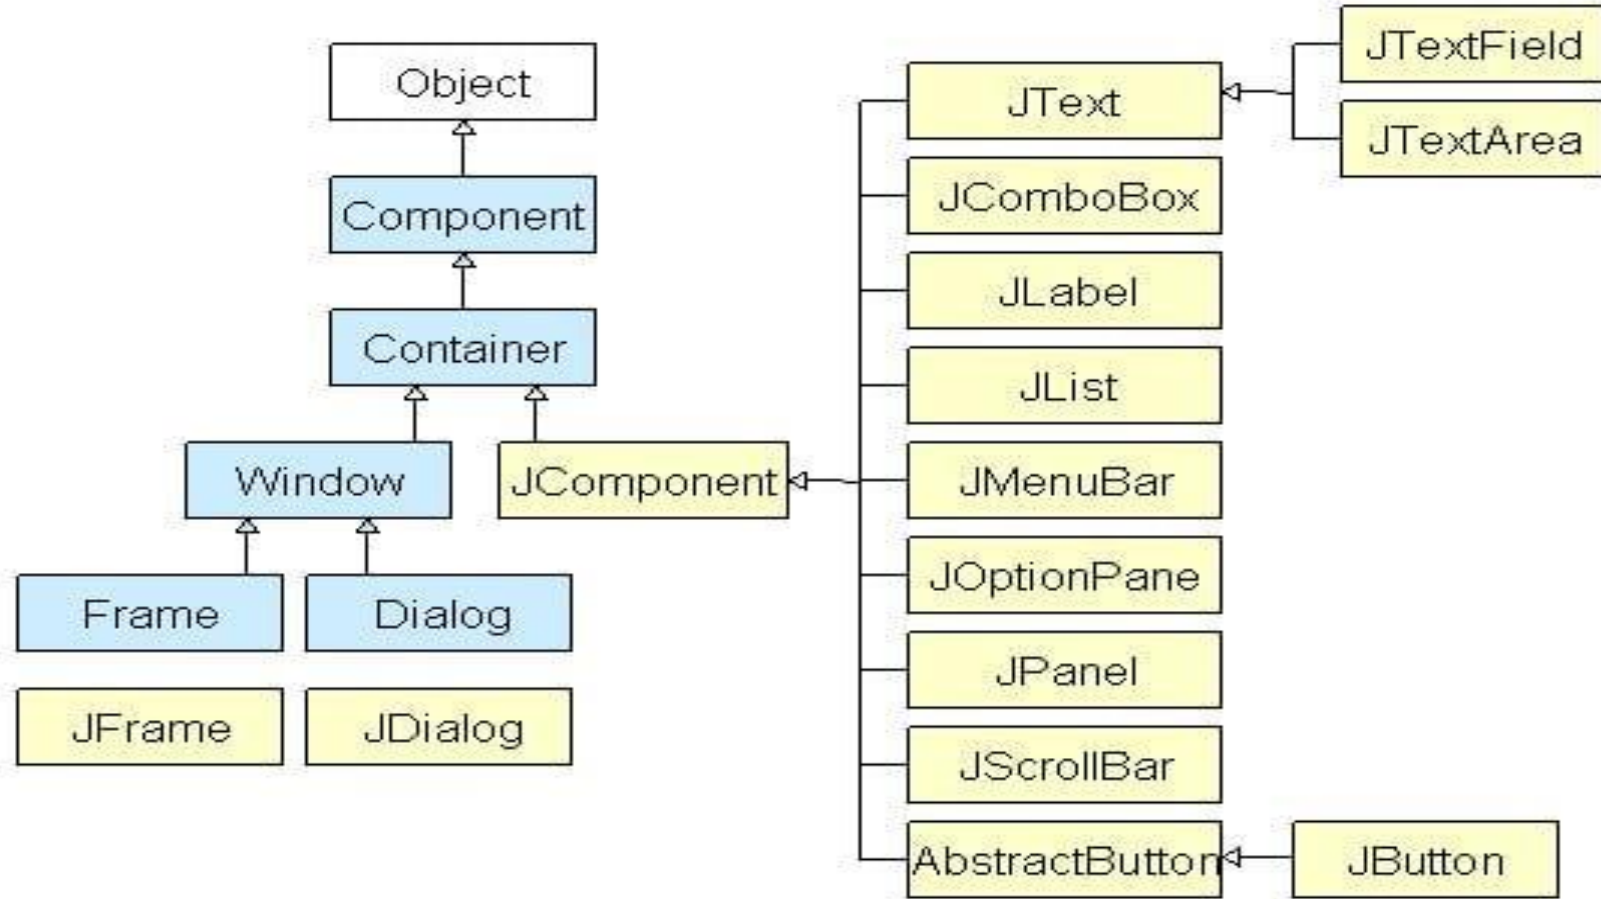 Object
Component
Container
Window
JComponent
Frame
Dialog
JFrame
JDialog
JText
JComboBox
JLabel
JList
JMenuBar
JOptionPane
JPanel
JScrollBar
AbstractButton
JTextField
JTextArea
JButton